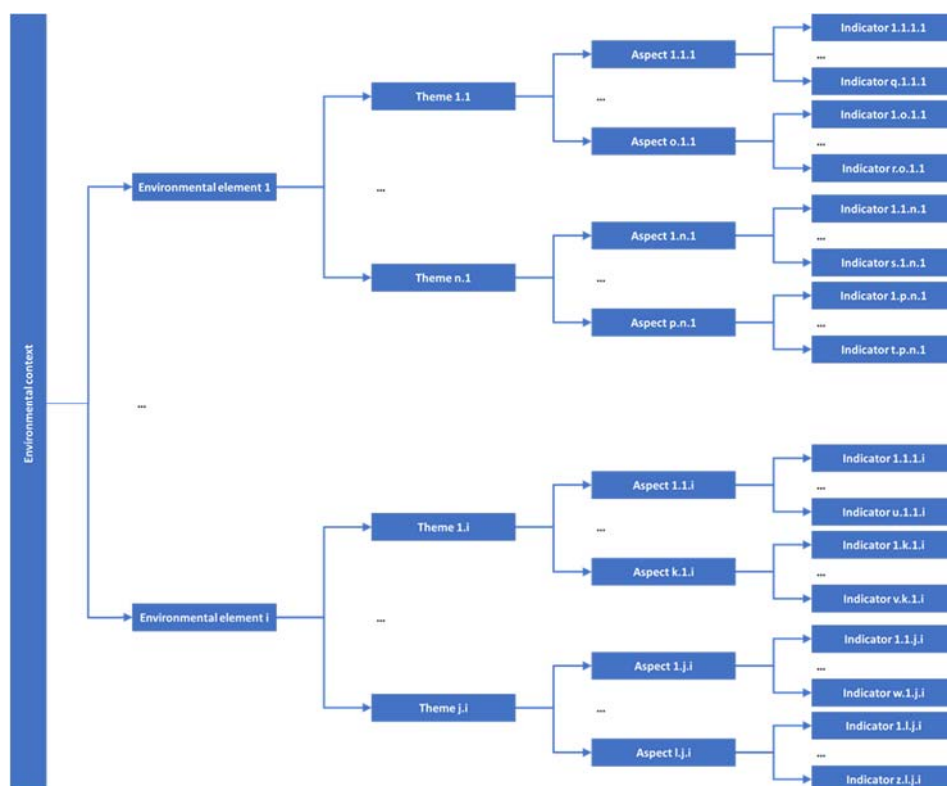 Environmental context
Environmental element 1
...
Environmental element i
Theme 1.1
...
Theme n.1
Theme 1.i
...
Theme j.i
Aspect 1.1.1
...
Aspect o.1.1
Aspect 1.n.1
...
Aspect p.n.1
Aspect 1.1.i
...
Aspect k.1.i
Aspect 1.j.i
...
Aspect l.j.i
Indicator 1.1.1.1
...
Indicator q.1.1.1
Indicator 1.o.1.1
...
Indicator r.o.1.1
Indicator 1.1.n.1
...
Indicator s.1.n.1
Indicator 1.p.n.1
...
Indicator t.p.n.1
Indicator 1.1.1.i
...
Indicator u.1.1.i
Indicator 1.k.1.i
...
Indicator v.k.1.i
Indicator 1.1.j.i
...
Indicator w.1.j.i
Indicator 1.l.j.i
...
Indicator z.l.j.i